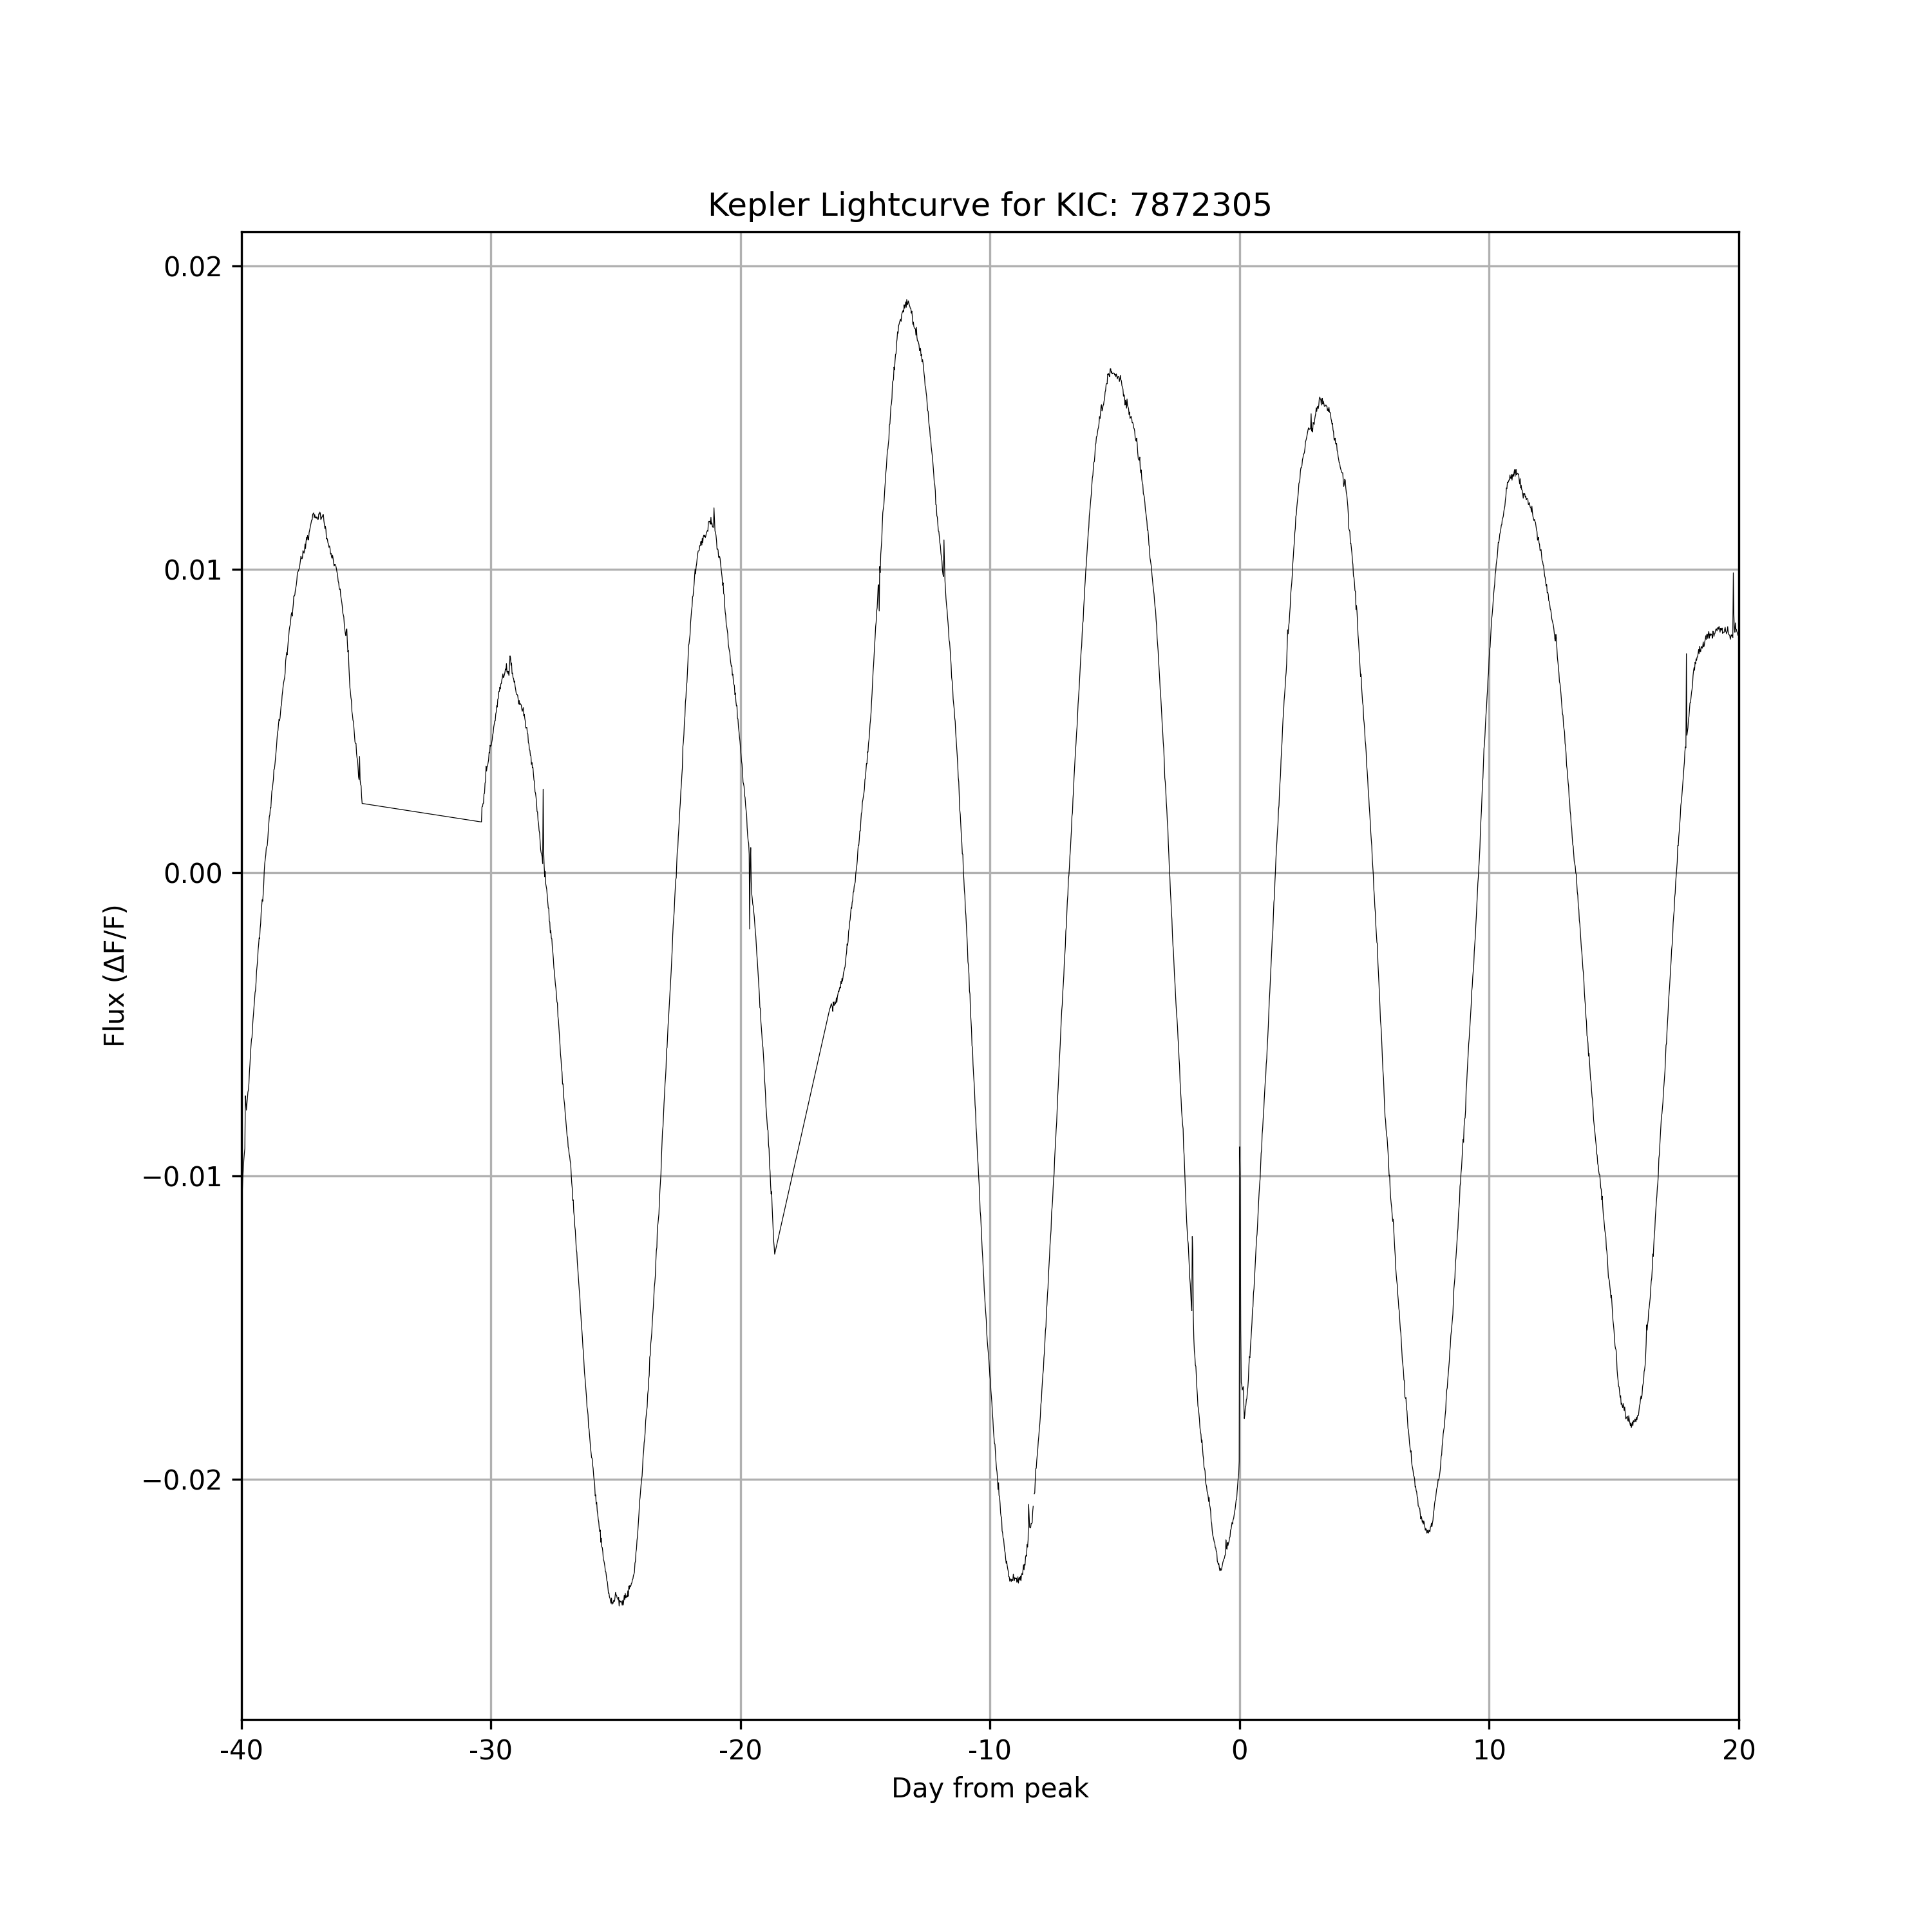 Kepler Lightcurve for KIC: 7872305
0.02
0.01
0.00
−0.01
−0.02
Flux (ΔF/F)
-40 -30 -20 -10 0 10 20
Day from peak